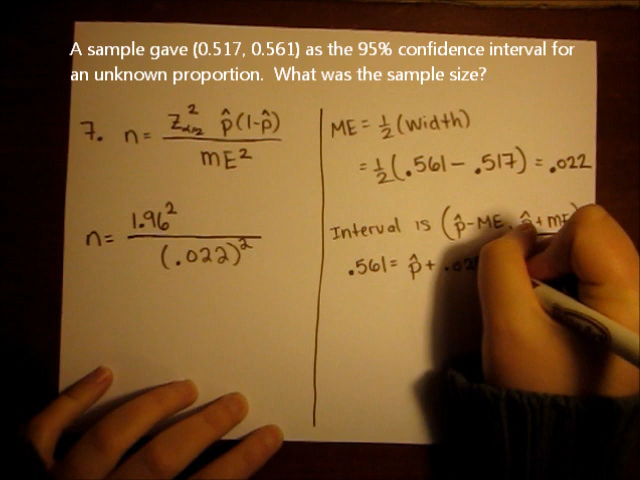 A sample gave (0.517, 0.561) as the 95% confidence interval for
an unknown proportion. What was the sample size?
7. n = Z²α/2 p̂(1-p̂)
ME²
n = 1.96²
(.022)²
ME = ½(width)
= ½(.561 - .517) = .022
Interval is (p̂-ME, p̂+ME)
.561 = p̂ +